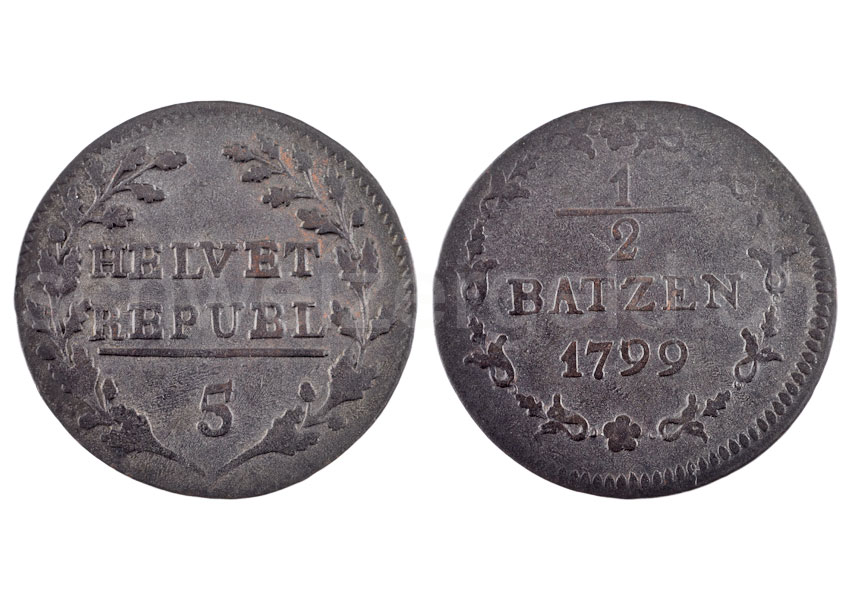 HELVET
REPUBL
5
1
2
BATZEN
1799